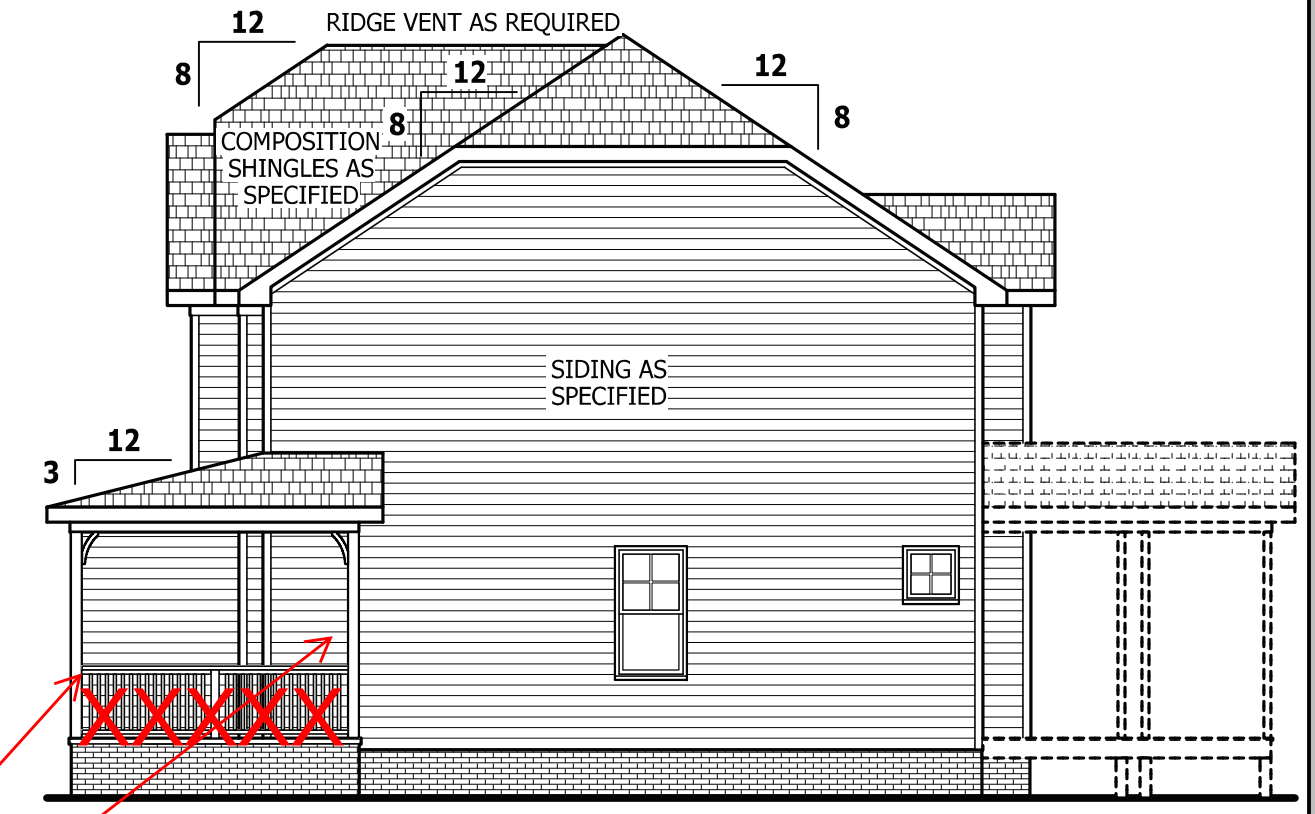 12
RIDGE VENT AS REQUIRED
8
12
8
12
8
COMPOSITION
SHINGLES AS
SPECIFIED
SIDING AS
SPECIFIED
12
3